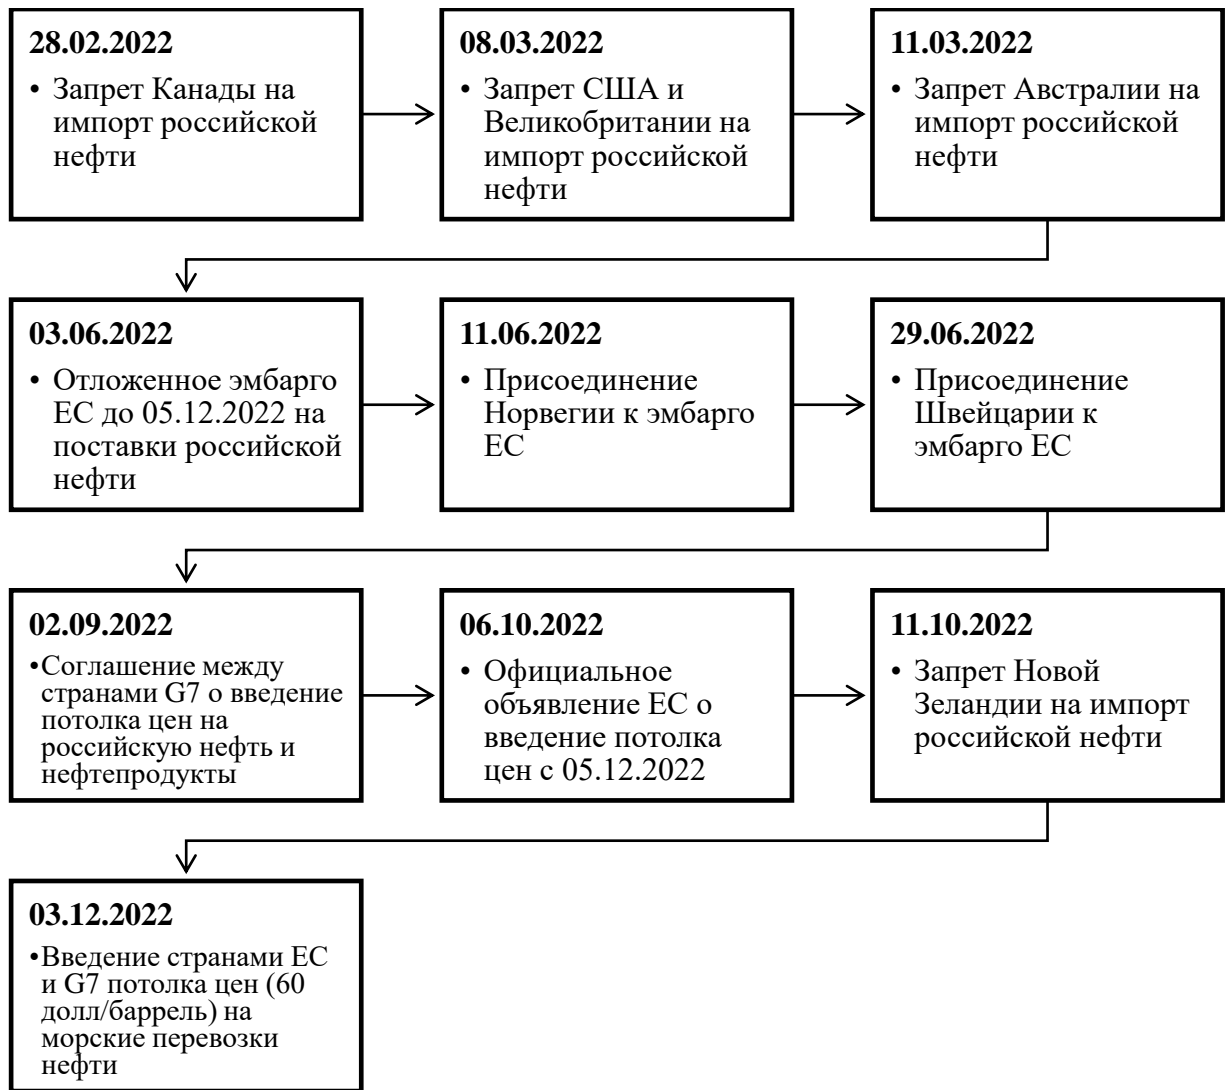 28.02.2022
• Запрет Канады на
импорт российской
нефти
08.03.2022
• Запрет США и
Великобритании на
импорт российской
нефти
11.03.2022
• Запрет Австралии на
импорт российской
нефти
03.06.2022
• Отложенное эмбарго
ЕС до 05.12.2022 на
поставки российской
нефти
11.06.2022
• Присоединение
Норвегии к эмбарго
ЕС
29.06.2022
• Присоединение
Швейцарии к
эмбарго ЕС
02.09.2022
•Соглашение между
странами G7 о введение
потолка цен на
российскую нефть и
нефтепродукты
06.10.2022
• Официальное
объявление ЕС о
введение потолка
цен с 05.12.2022
11.10.2022
• Запрет Новой
Зеландии на импорт
российской нефти
03.12.2022
•Введение странами ЕС
и G7 потолка цен (60
долл/баррель) на
морские перевозки
нефти